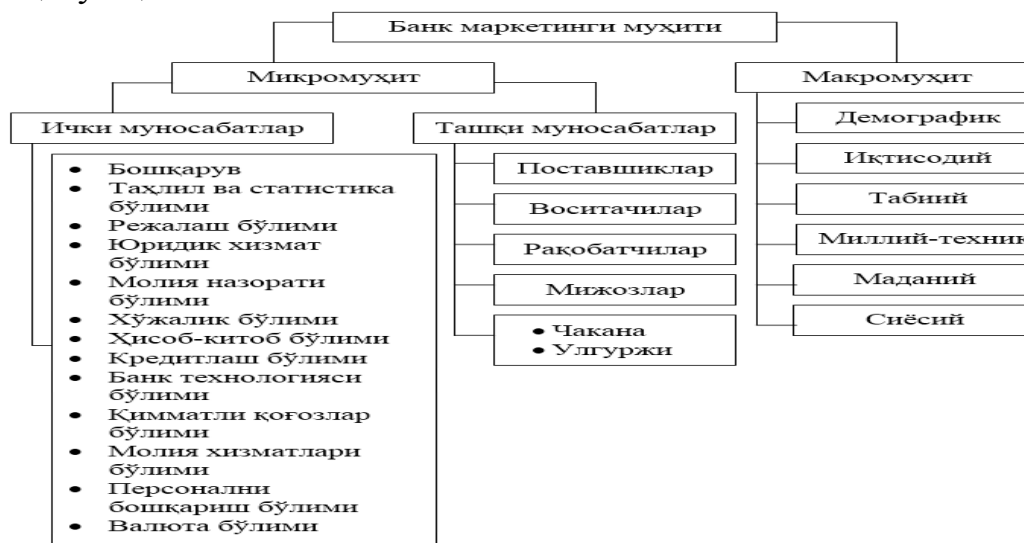 Банк маркетинги муҳити
Микромуҳит
Макромуҳит
Ички муносабатлар
Ташқи муносабатлар
• Бошқарув
• Таҳлил ва статистика
бўлими
• Режалаш бўлими
• Юридик хизмат
бўлими
• Молия назорати
бўлими
• Хўжалик бўлими
• Ҳисоб-китоб бўлими
• Кредитлаш бўлими
• Банк технологияси
бўлими
• Қимматли қоғозлар
бўлими
• Молия хизматлари
бўлими
• Персонални
бошқариш бўлими
• Валюта бўлими
Поставшиклар
Воситачилар
Рақобатчилар
Мижозлар
• Чакана
• Улгуржи
Демографик
Иқтисодий
Табиий
Миллий-техник
Маданий
Сиёсий